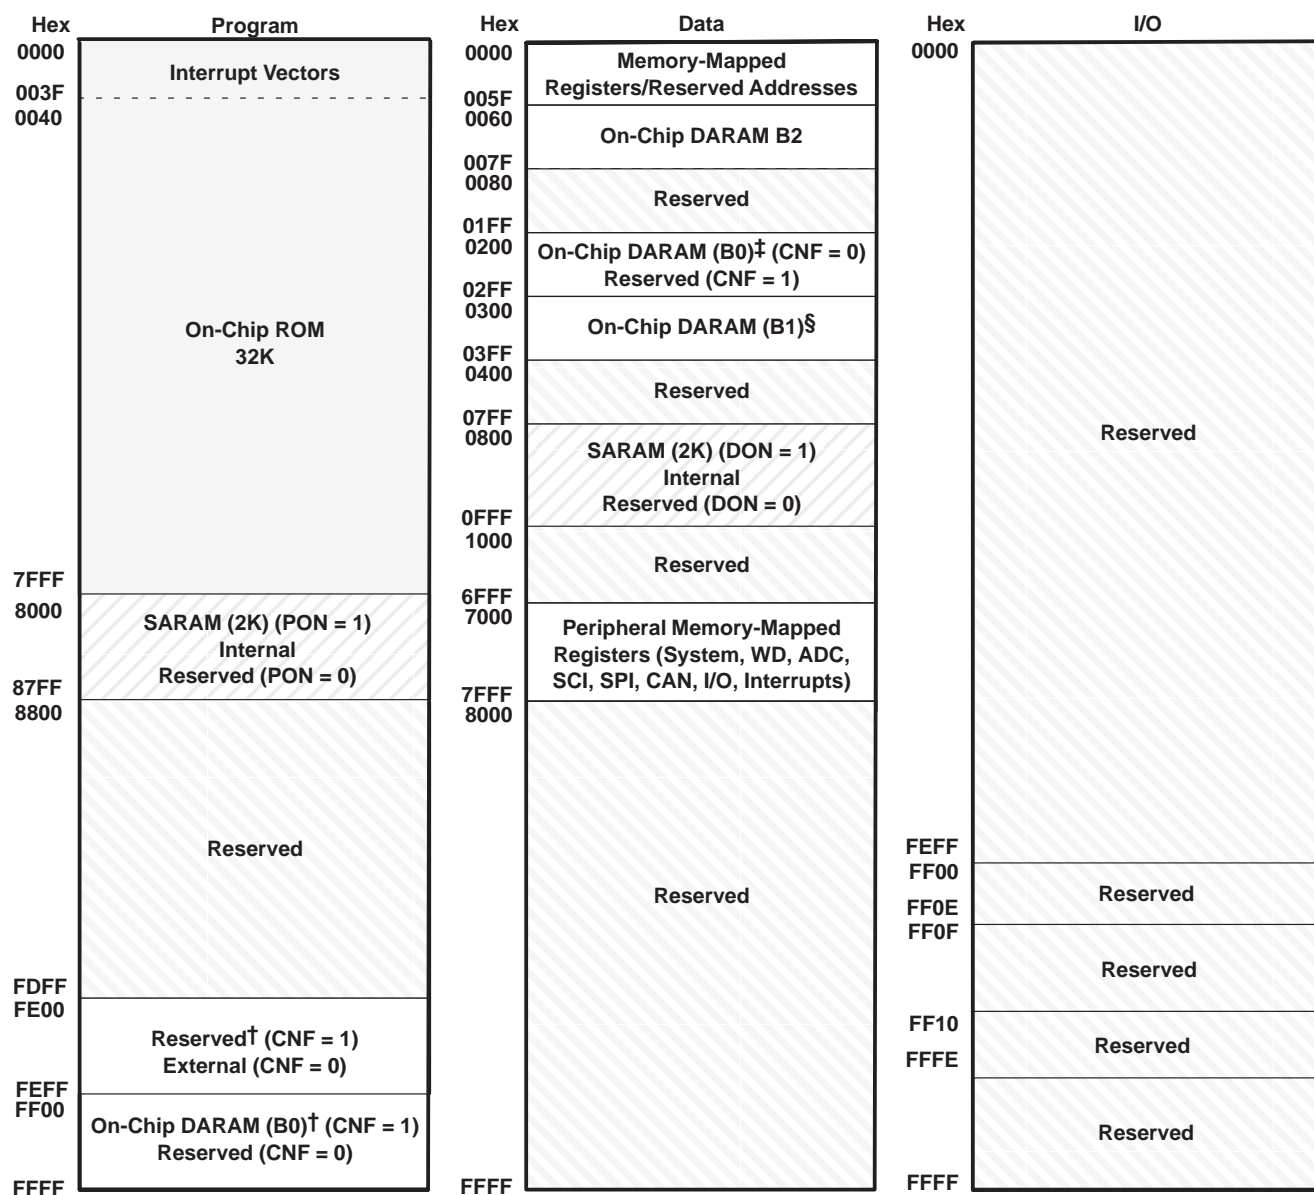 Hex
Program
0000
Interrupt Vectors
003F
0040
On-Chip ROM
32K
7FFF
8000
SARAM (2K) (PON = 1)
Internal
Reserved (PON = 0)
87FF
8800
Reserved
FDFF
FE00
Reserved† (CNF = 1)
External (CNF = 0)
FEFF
FF00
On-Chip DARAM (B0)† (CNF = 1)
Reserved (CNF = 0)
FFFF
Hex
Data
0000
Memory-Mapped
Registers/Reserved Addresses
005F
0060
On-Chip DARAM B2
007F
0080
Reserved
01FF
0200
On-Chip DARAM (B0)‡ (CNF = 0)
Reserved (CNF = 1)
02FF
0300
On-Chip DARAM (B1)§
03FF
0400
Reserved
07FF
0800
SARAM (2K) (DON = 1)
Internal
Reserved (DON = 0)
0FFF
1000
Reserved
6FFF
7000
Peripheral Memory-Mapped
Registers (System, WD, ADC,
SCI, SPI, CAN, I/O, Interrupts)
7FFF
8000
Reserved
FFFF
Hex
I/O
0000
Reserved
FEFF
FF00
Reserved
FF0E
FF0F
Reserved
FF10
Reserved
FFFE
Reserved
FFFF